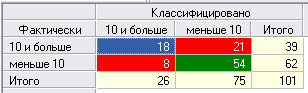 Классифицировано
Фактически 10 и больше меньше 10 Итого
10 и больше 18 21 39
меньше 10 8 54 62
Итого 26 75 101